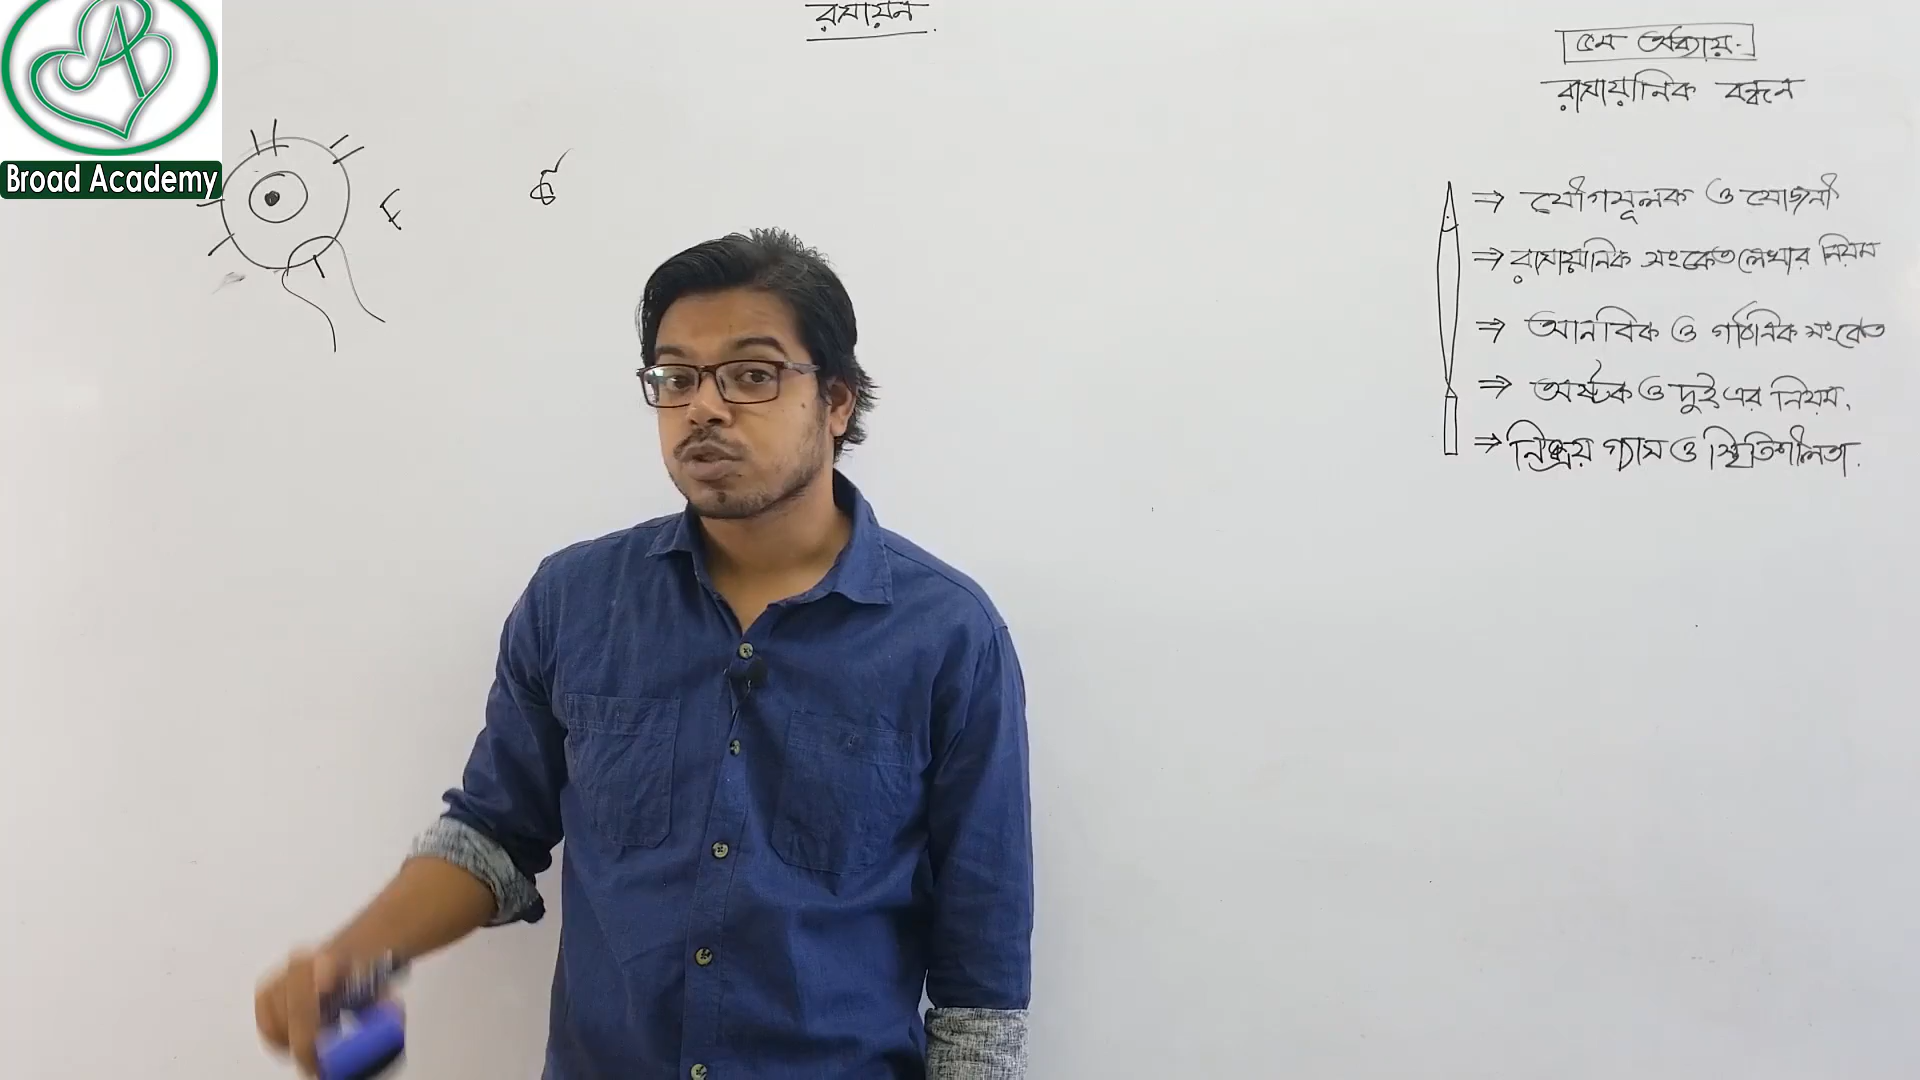 Broad Academy
রসায়ন
৫ম অধ্যায়
রাসায়নিক বন্ধন
⇒ যৌগমূলক ও যোজনী
⇒ রাসায়নিক সংকেত লেখার নিয়ম
⇒ আনবিক ও গাঠনিক সংকেত
⇒ অষ্টক ও দুই এর নিয়ম.
⇒ নিষ্ক্রিয় গ্যাস ও স্থিতিশীলতা.
F